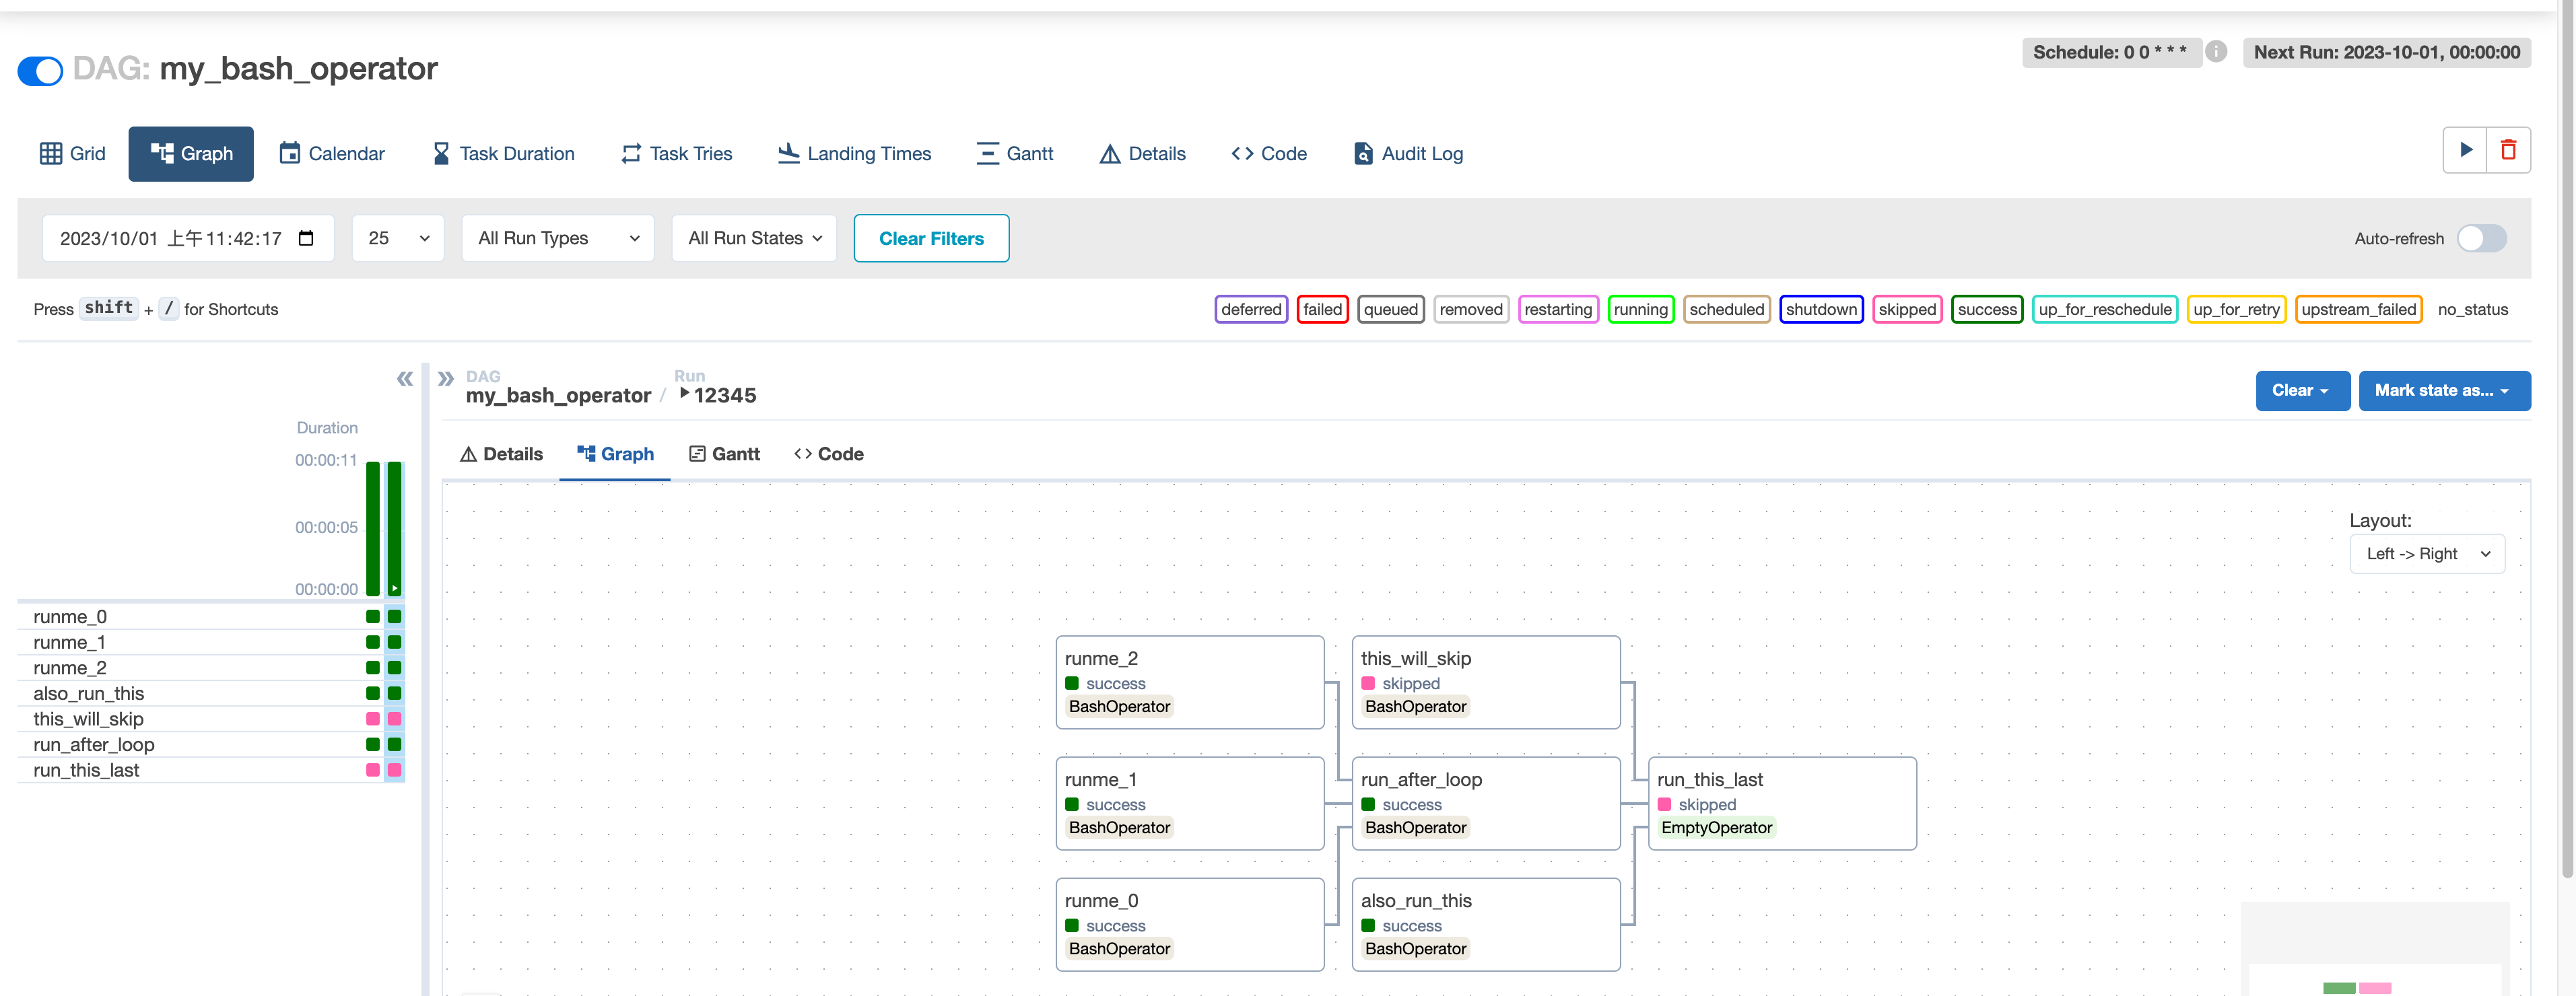 DAG: my_bash_operator
Schedule: 0 0 * * *
Next Run: 2023-10-01, 00:00:00
Grid
Graph
Calendar
Task Duration
Task Tries
Landing Times
Gantt
Details
Code
Audit Log
2023/10/01 上午 11:42:17
25
All Run Types
All Run States
Clear Filters
Auto-refresh
Press shift + / for Shortcuts
deferred
failed
queued
removed
restarting
running
scheduled
shutdown
skipped
success
up_for_reschedule
up_for_retry
upstream_failed
no_status
DAG
my_bash_operator
/
Run
12345
Clear
Mark state as...
Duration
00:00:11
00:00:05
00:00:00
runme_0
runme_1
runme_2
also_run_this
this_will_skip
run_after_loop
run_this_last
Details
Graph
Gantt
Code
Layout:
Left -> Right
runme_2
success
BashOperator
this_will_skip
skipped
BashOperator
runme_1
success
BashOperator
run_after_loop
success
BashOperator
run_this_last
skipped
EmptyOperator
runme_0
success
BashOperator
also_run_this
success
BashOperator